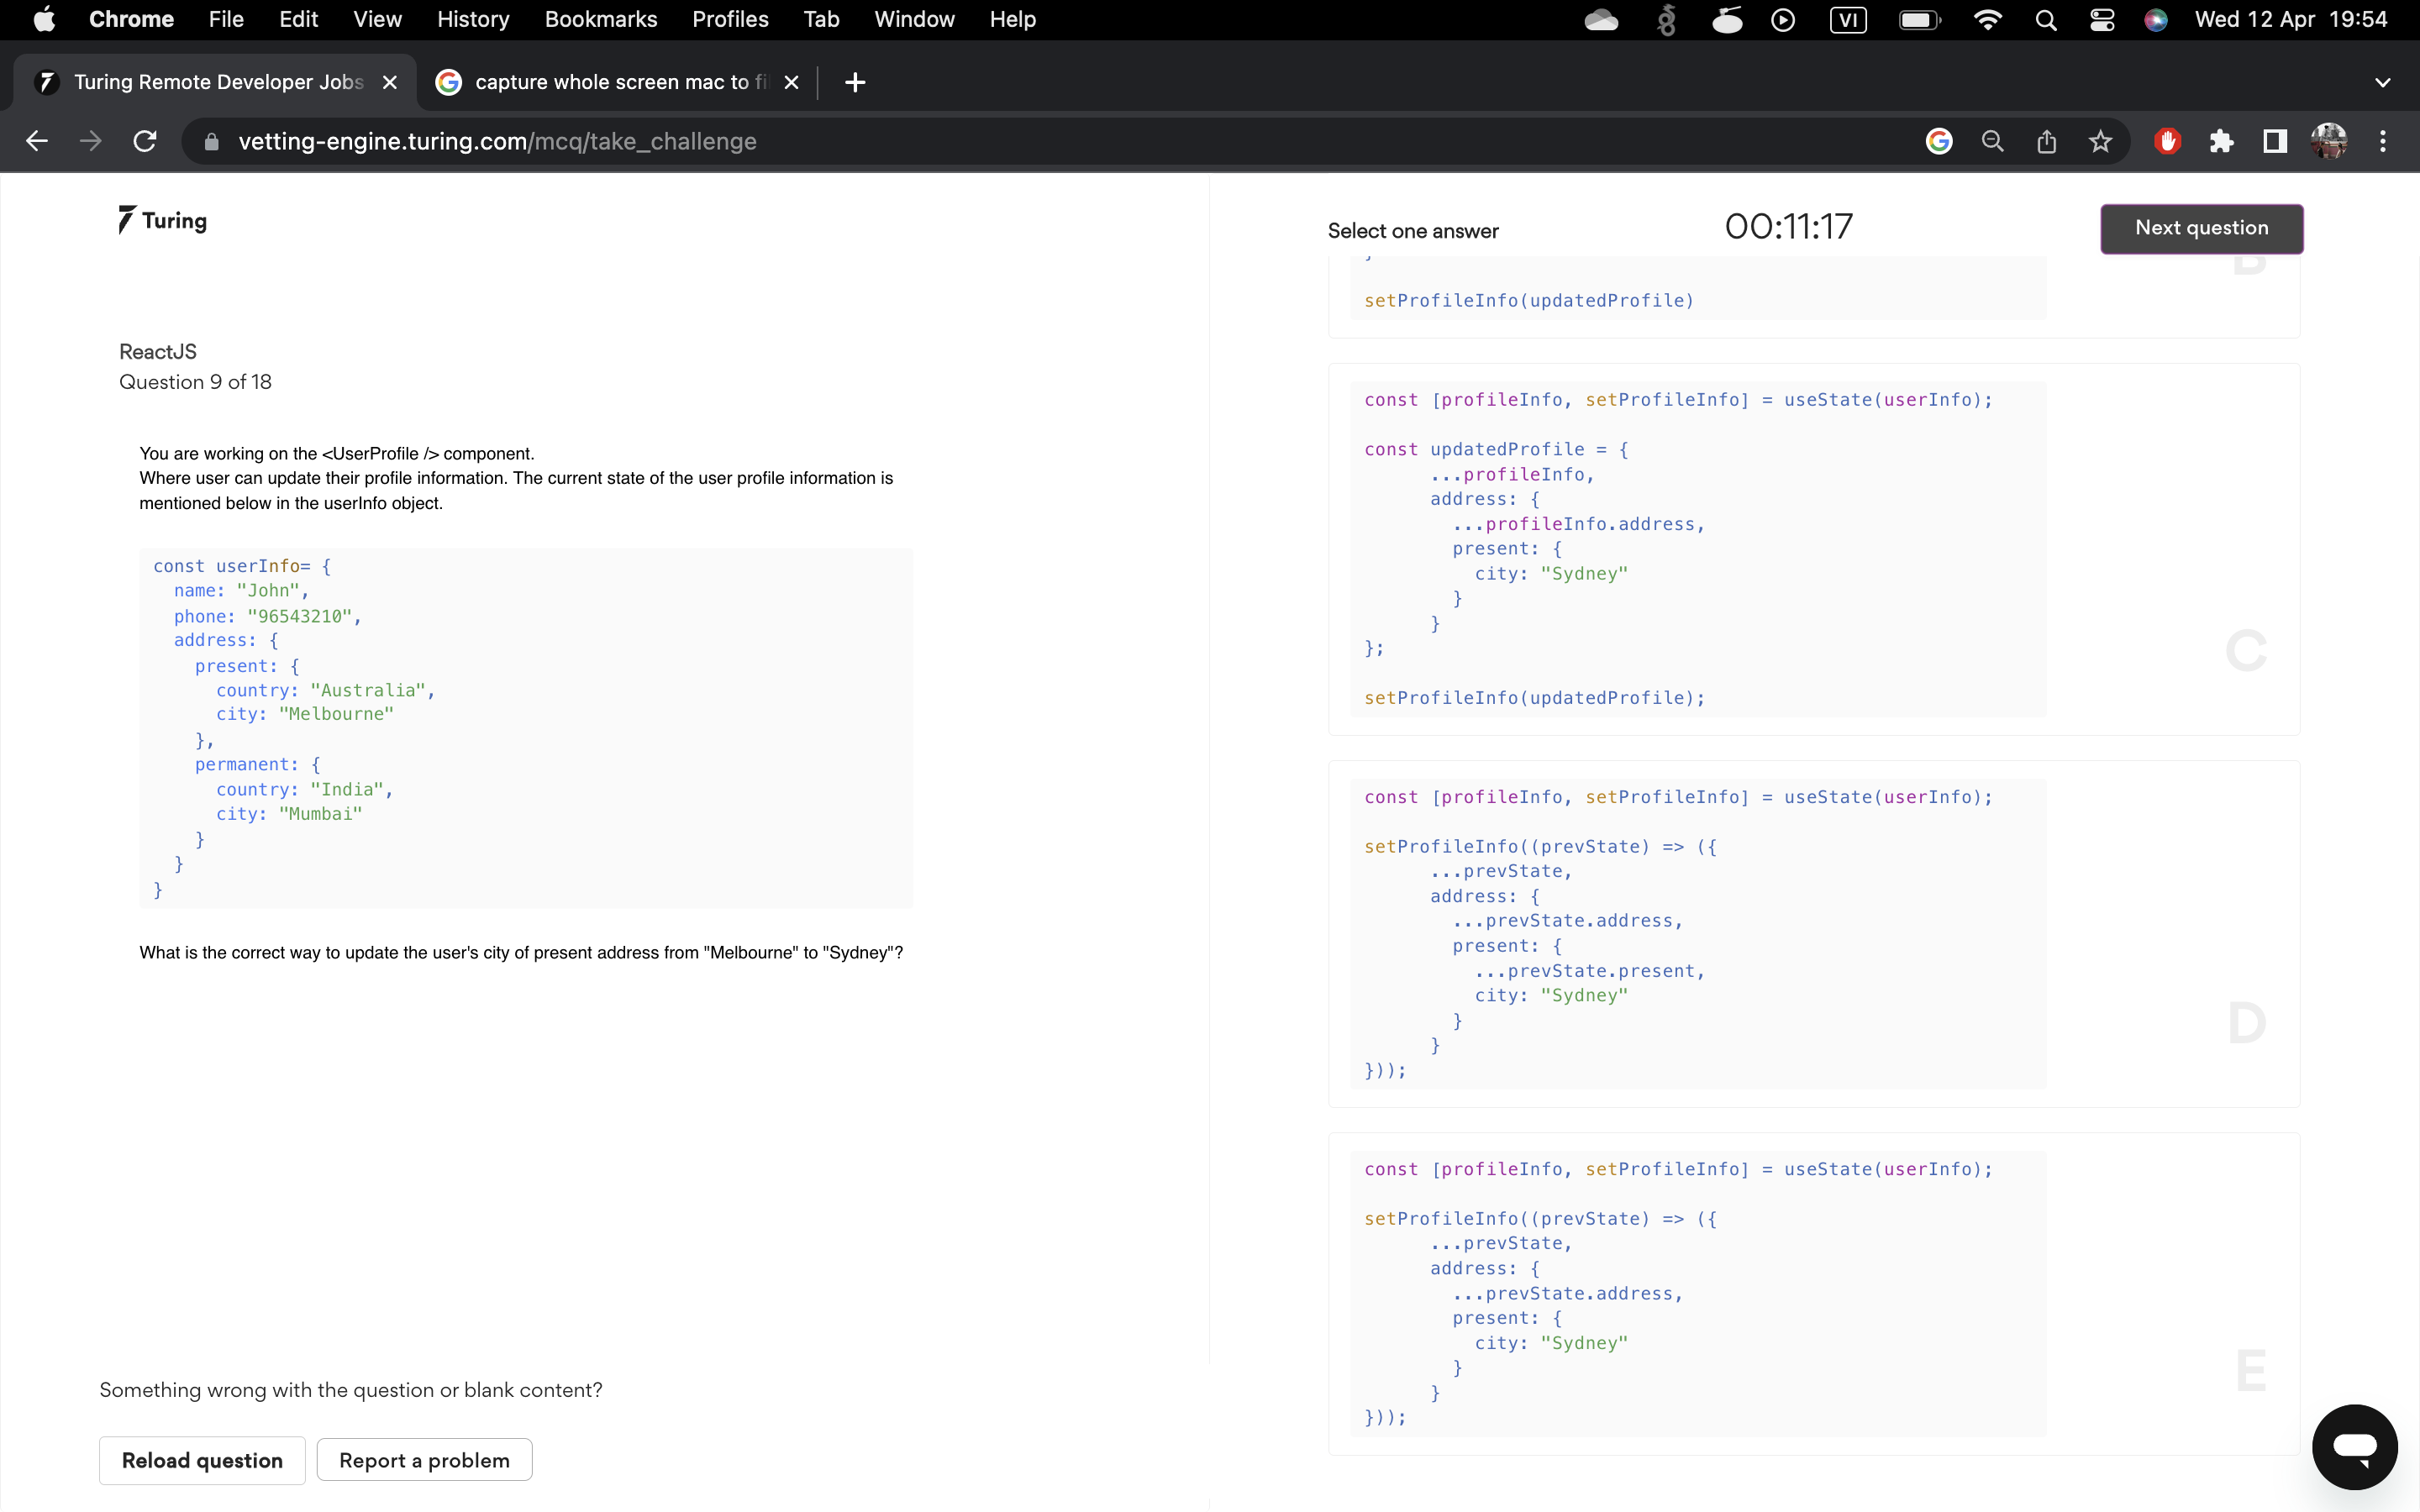 Chrome File Edit View History Bookmarks Profiles Tab Window Help VI Wed 12 Apr 19:54
Turing Remote Developer Jobs
capture whole screen mac to fi
vetting-engine.turing.com/mcq/take_challenge
Turing
ReactJS
Question 9 of 18
You are working on the <UserProfile /> component.
Where user can update their profile information. The current state of the user profile information is
mentioned below in the userInfo object.
const userInfo= {
  name: "John",
  phone: "96543210",
  address: {
    present: {
      country: "Australia",
      city: "Melbourne"
    },
    permanent: {
      country: "India",
      city: "Mumbai"
    }
  }
}
What is the correct way to update the user's city of present address from "Melbourne" to "Sydney"?
Something wrong with the question or blank content?
Reload question
Report a problem
Select one answer
00:11:17
Next question
}
B
setProfileInfo(updatedProfile)
const [profileInfo, setProfileInfo] = useState(userInfo);
const updatedProfile = {
      ...profileInfo,
      address: {
        ...profileInfo.address,
        present: {
          city: "Sydney"
        }
      }
};
setProfileInfo(updatedProfile);
C
const [profileInfo, setProfileInfo] = useState(userInfo);
setProfileInfo((prevState) => ({
      ...prevState,
      address: {
        ...prevState.address,
        present: {
          ...prevState.present,
          city: "Sydney"
        }
      }
}));
D
const [profileInfo, setProfileInfo] = useState(userInfo);
setProfileInfo((prevState) => ({
      ...prevState,
      address: {
        ...prevState.address,
        present: {
          city: "Sydney"
        }
      }
}));
E